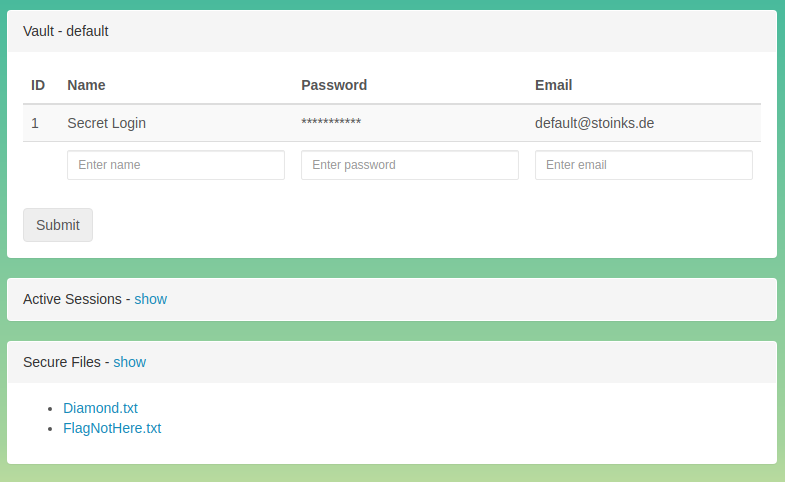 Vault - default
ID Name Password Email
1 Secret Login *********** default@stoinks.de
Enter name Enter password Enter email
Submit
Active Sessions - show
Secure Files - show
Diamond.txt
FlagNotHere.txt